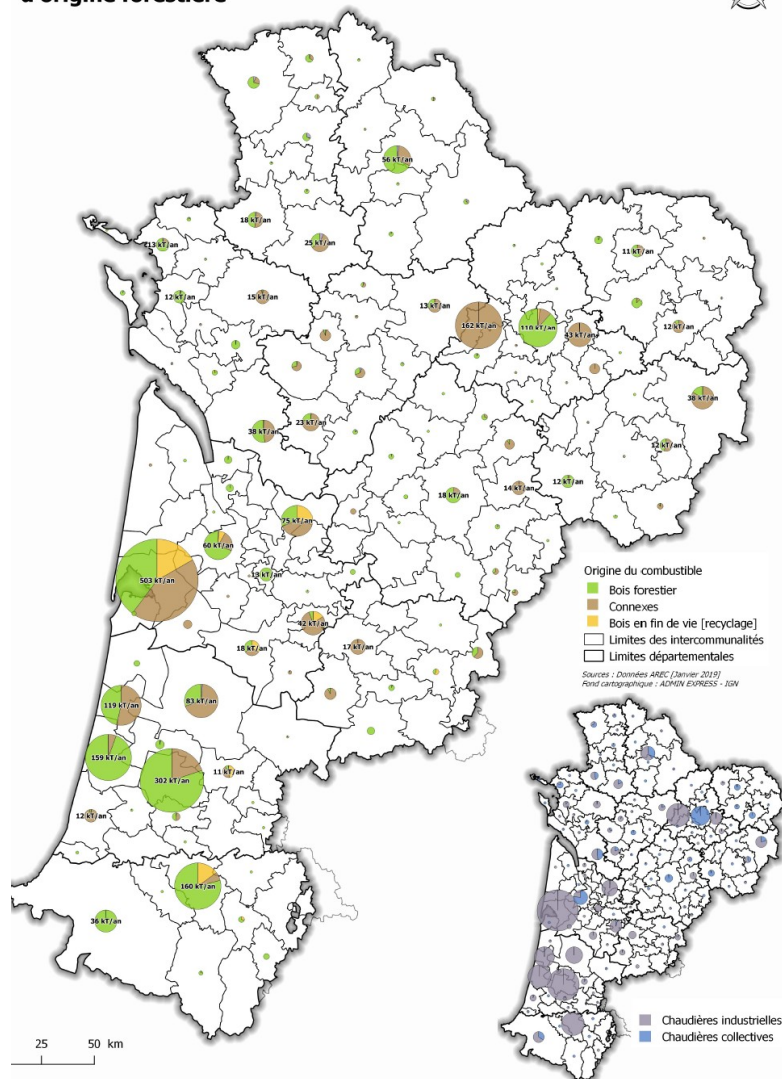 d'origine forestière
56 kT/an
18 kT/an
25 kT/an
13 kT/an
11 kT/an
12 kT/an
15 kT/an
13 kT/an
162 kT/an
110 kT/an
43 kT/an
12 kT/an
38 kT/an
23 kT/an
38 kT/an
12 kT/an
12 kT/an
14 kT/an
18 kT/an
75 kT/an
60 kT/an
503 kT/an
13 kT/an
42 kT/an
18 kT/an
17 kT/an
83 kT/an
119 kT/an
159 kT/an
302 kT/an
11 kT/an
12 kT/an
160 kT/an
36 kT/an
Origine du combustible
Bois forestier
Connexes
Bois en fin de vie [recyclage]
Limites des intercommunalités
Limites départementales
Sources : Données AREC [Janvier 2019]
Fond cartographique : ADMIN EXPRESS - IGN
Chaudières industrielles
Chaudières collectives
25 50 km